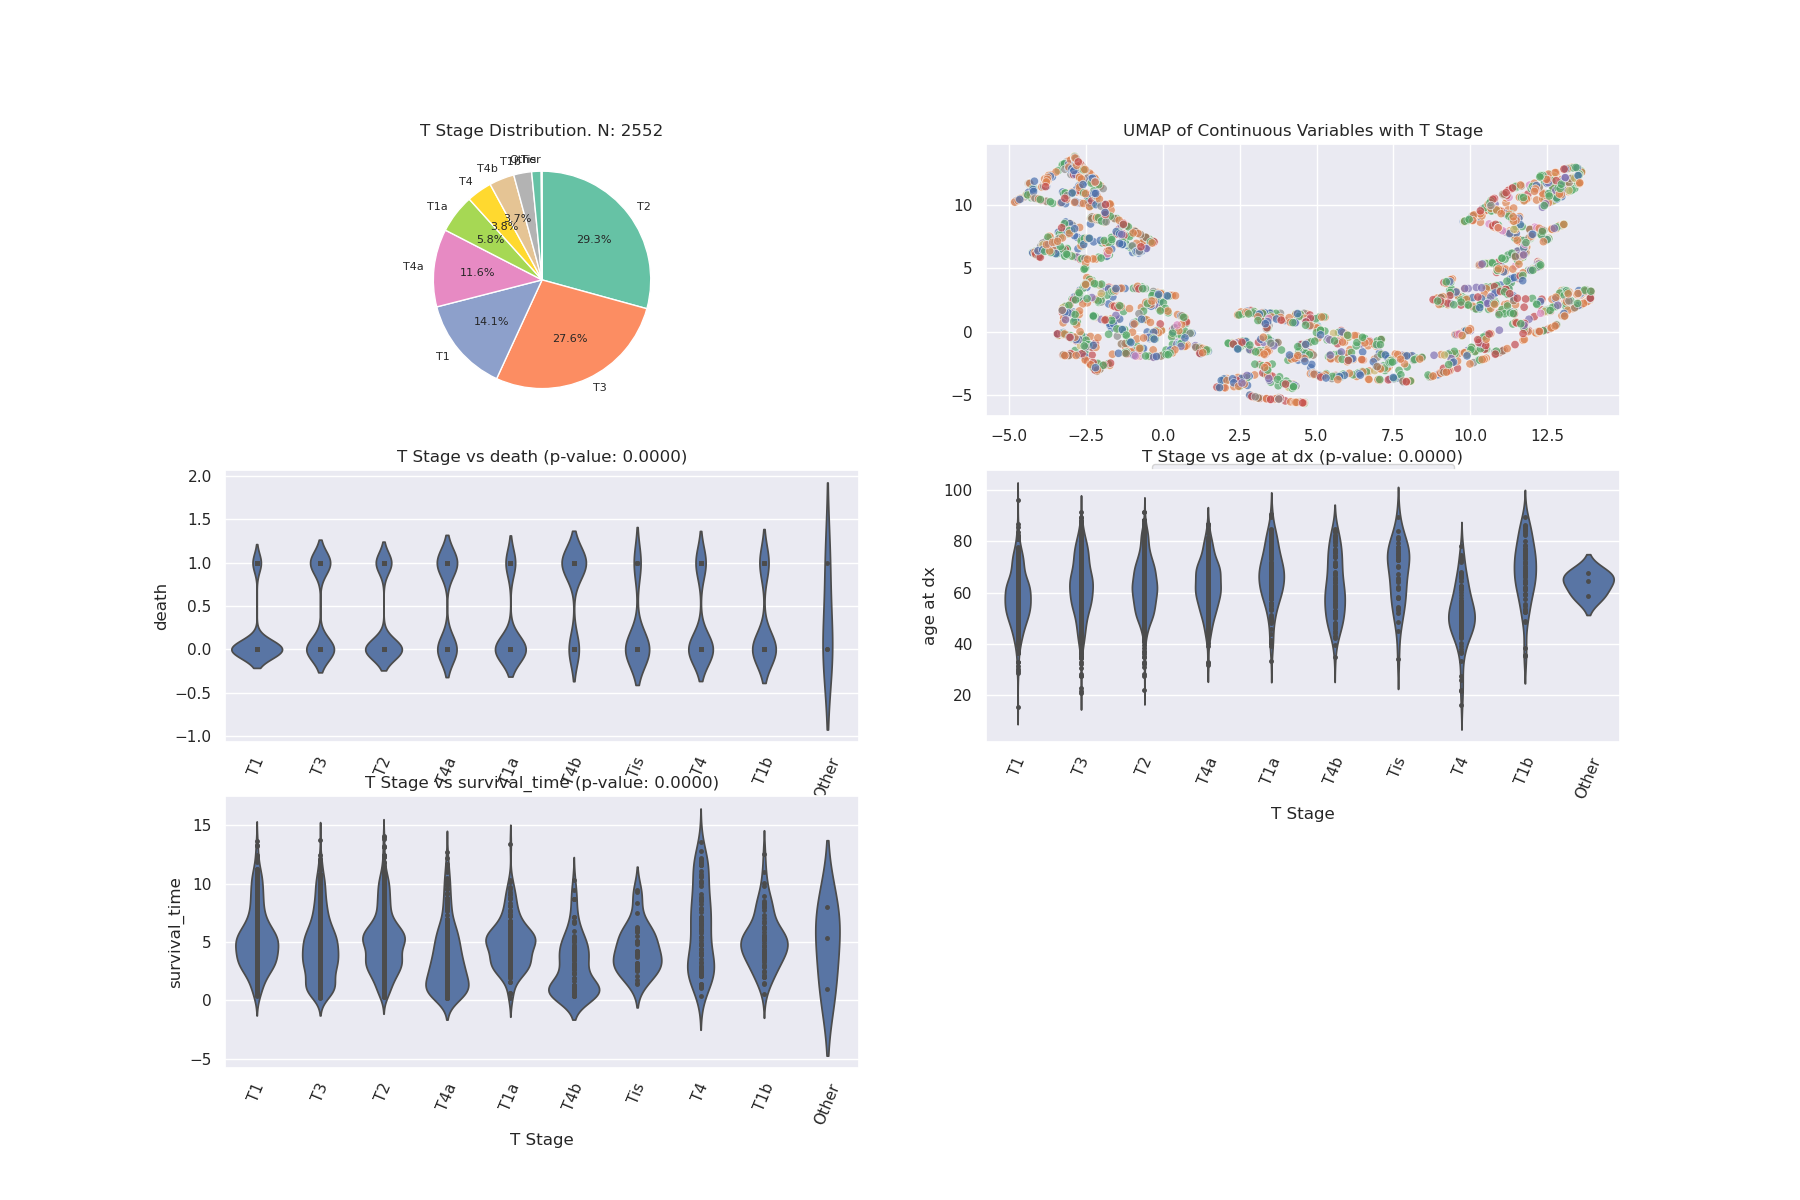 T Stage Distribution. N: 2552
Other
Tis
T1b
T4b
T4
T1a
T4a
T1
T3
T2
3.7%
3.8%
5.8%
11.6%
14.1%
27.6%
29.3%
UMAP of Continuous Variables with T Stage
10
5
0
−5
−5.0 −2.5 0.0 2.5 5.0 7.5 10.0 12.5
T Stage vs death (p-value: 0.0000)
death
2.0
1.5
1.0
0.5
0.0
−0.5
−1.0
T1 T3 T2 T4a T1a T4b Tis T4 T1b Other
T Stage vs age at dx (p-value: 0.0000)
age at dx
100
80
60
40
20
T1 T3 T2 T4a T1a T4b Tis T4 T1b Other
T Stage
T Stage vs survival_time (p-value: 0.0000)
survival_time
15
10
5
0
−5
T1 T3 T2 T4a T1a T4b Tis T4 T1b Other
T Stage